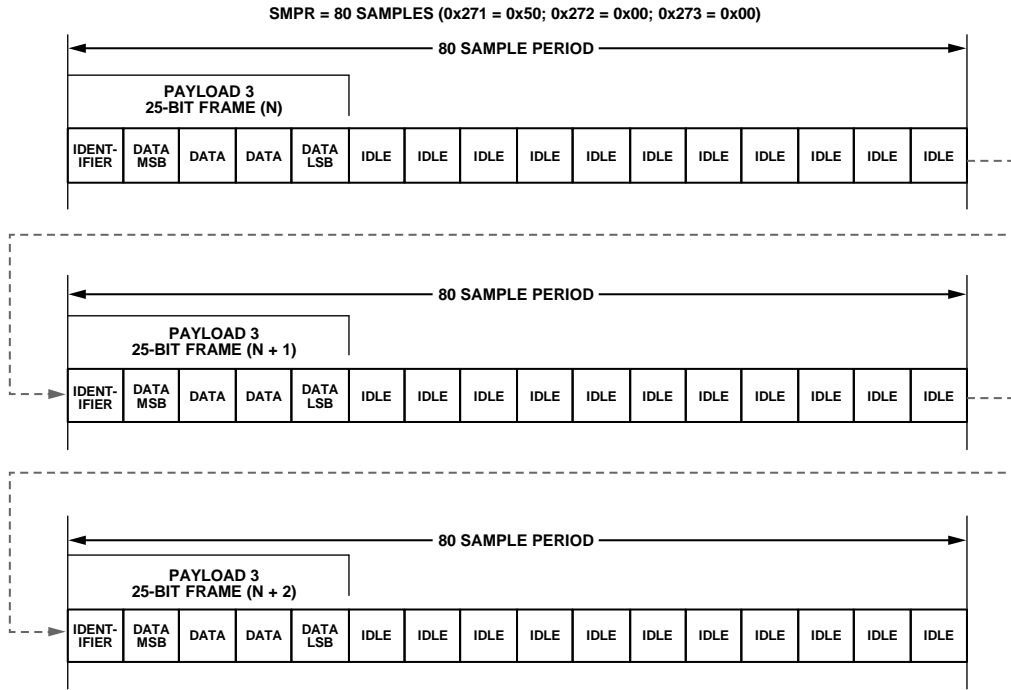 SMPR = 80 SAMPLES (0x271 = 0x50; 0x272 = 0x00; 0x273 = 0x00)
80 SAMPLE PERIOD
PAYLOAD 3
25-BIT FRAME (N)
IDENT-
IFIER
DATA
MSB
DATA
DATA
DATA
LSB
IDLE
IDLE
IDLE
IDLE
IDLE
IDLE
IDLE
IDLE
IDLE
IDLE
IDLE
80 SAMPLE PERIOD
PAYLOAD 3
25-BIT FRAME (N + 1)
IDENT-
IFIER
DATA
MSB
DATA
DATA
DATA
LSB
IDLE
IDLE
IDLE
IDLE
IDLE
IDLE
IDLE
IDLE
IDLE
IDLE
IDLE
80 SAMPLE PERIOD
PAYLOAD 3
25-BIT FRAME (N + 2)
IDENT-
IFIER
DATA
MSB
DATA
DATA
DATA
LSB
IDLE
IDLE
IDLE
IDLE
IDLE
IDLE
IDLE
IDLE
IDLE
IDLE
IDLE